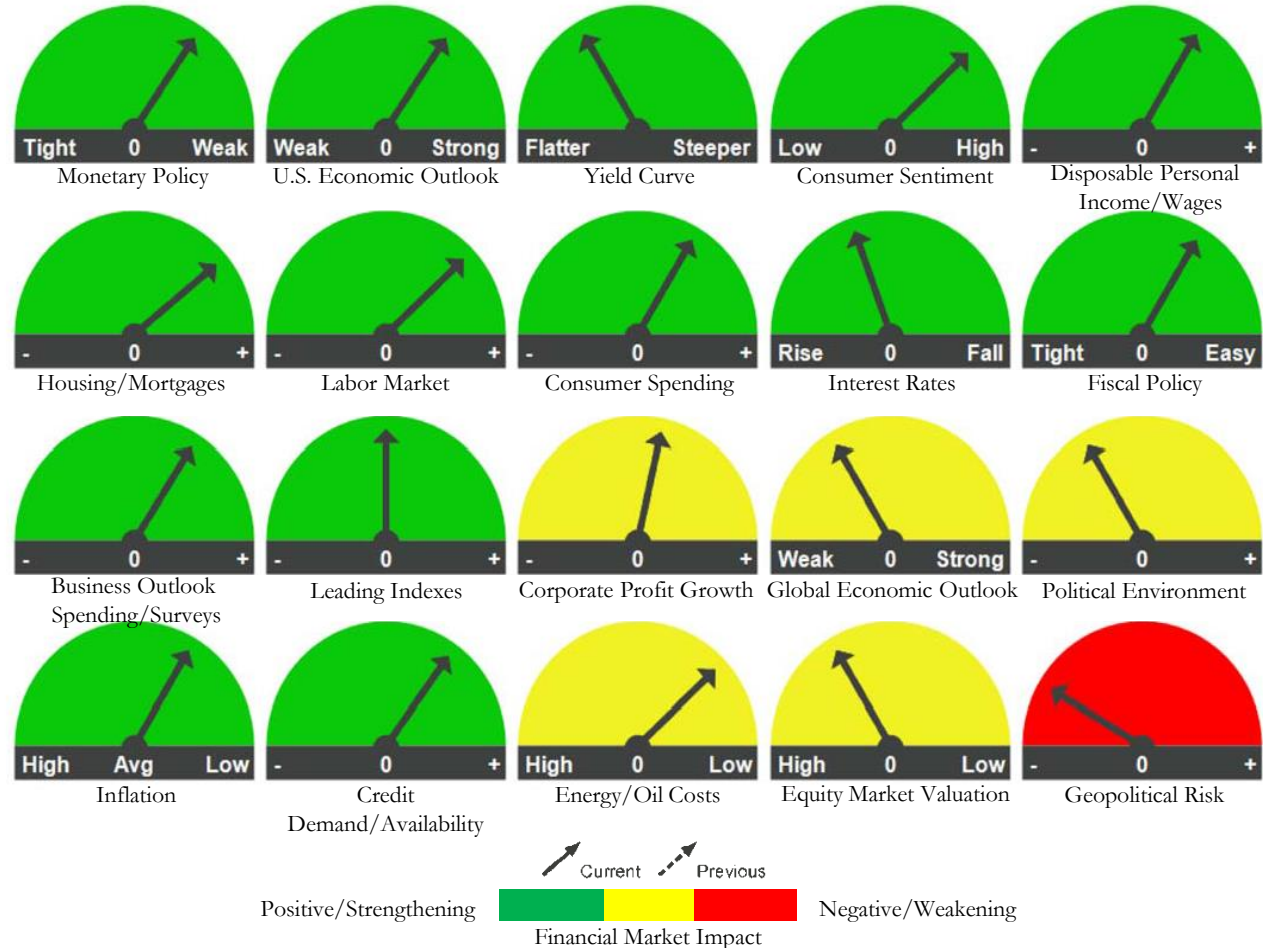 Tight 0 Weak
Monetary Policy
Weak 0 Strong
U.S. Economic Outlook
Flatter Steeper
Yield Curve
Low 0 High
Consumer Sentiment
- 0 +
Disposable Personal
Income/Wages
- 0 +
Housing/Mortgages
- 0 +
Labor Market
- 0 +
Consumer Spending
Rise 0 Fall
Interest Rates
Tight 0 Easy
Fiscal Policy
- 0 +
Business Outlook
Spending/Surveys
- 0 +
Leading Indexes
- 0 +
Corporate Profit Growth
Weak 0 Strong
Global Economic Outlook
- 0 +
Political Environment
High Avg Low
Inflation
- 0 +
Credit
Demand/Availability
High 0 Low
Energy/Oil Costs
High 0 Low
Equity Market Valuation
- 0 +
Geopolitical Risk
Current Previous
Positive/Strengthening Negative/Weakening
Financial Market Impact